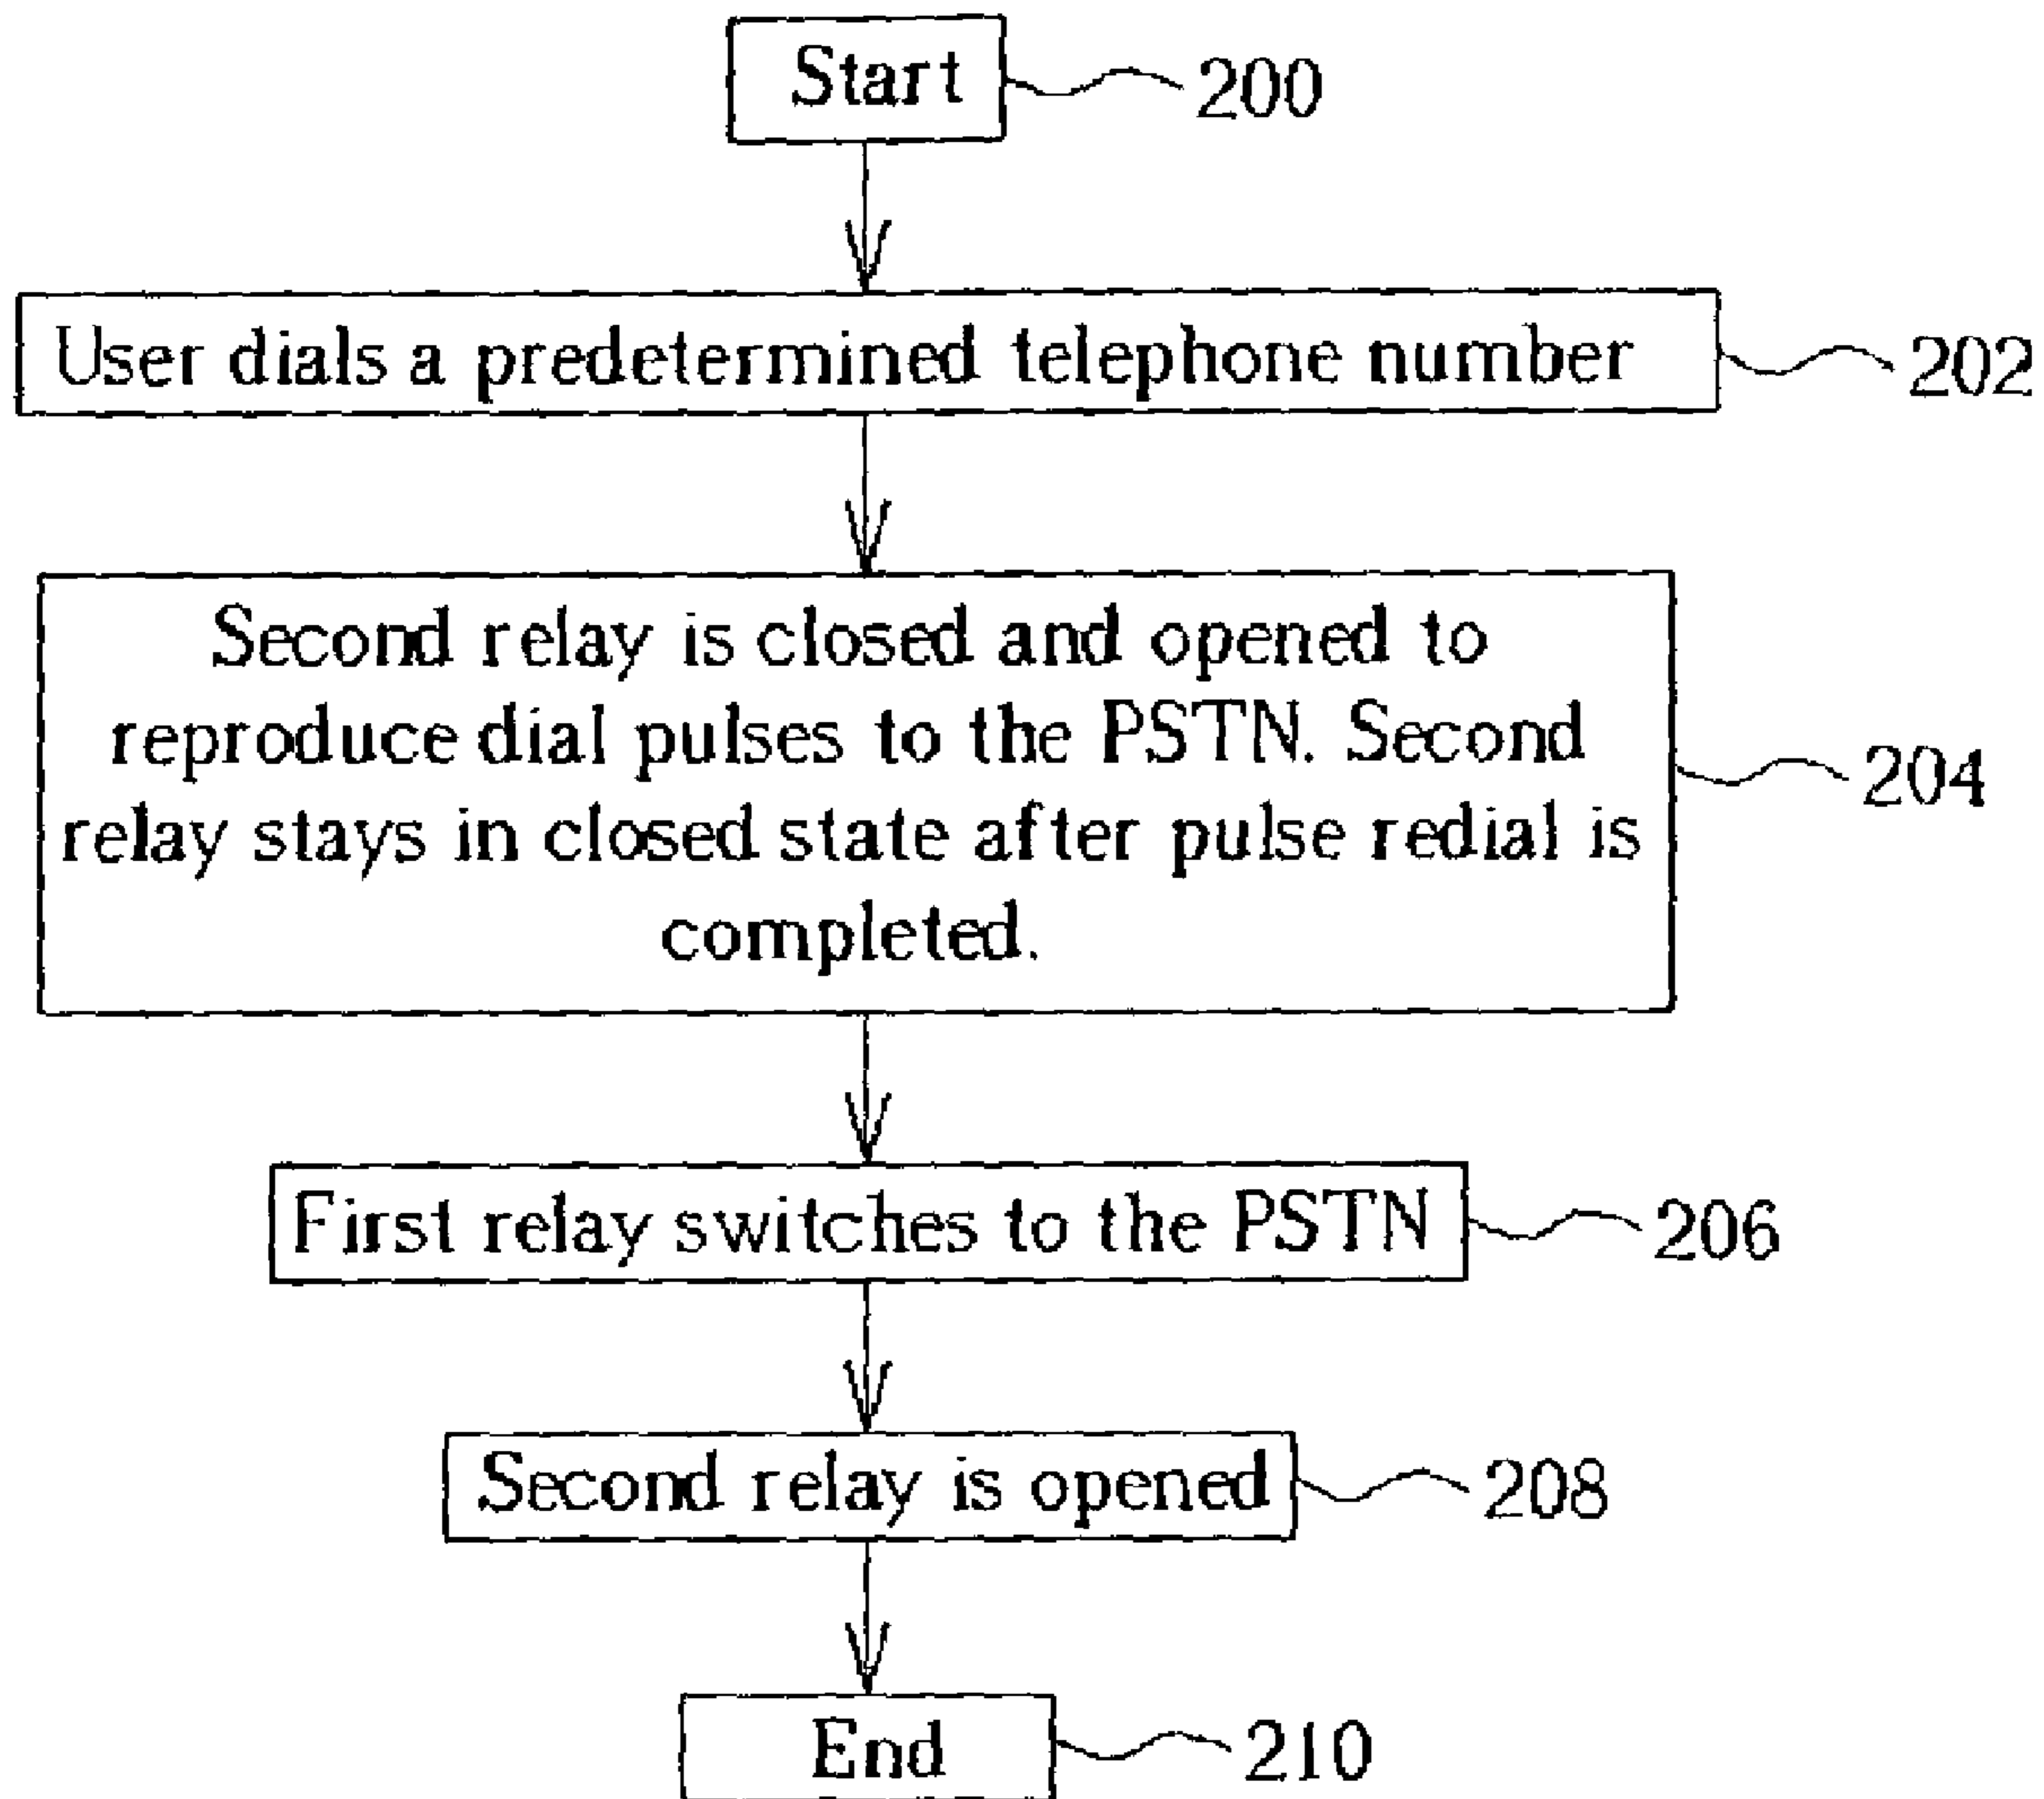 Start
200
User dials a predetermined telephone number
202
Second relay is closed and opened to
reproduce dial pulses to the PSTN. Second
relay stays in closed state after pulse redial is
completed.
204
First relay switches to the PSTN
206
Second relay is opened
208
End
210